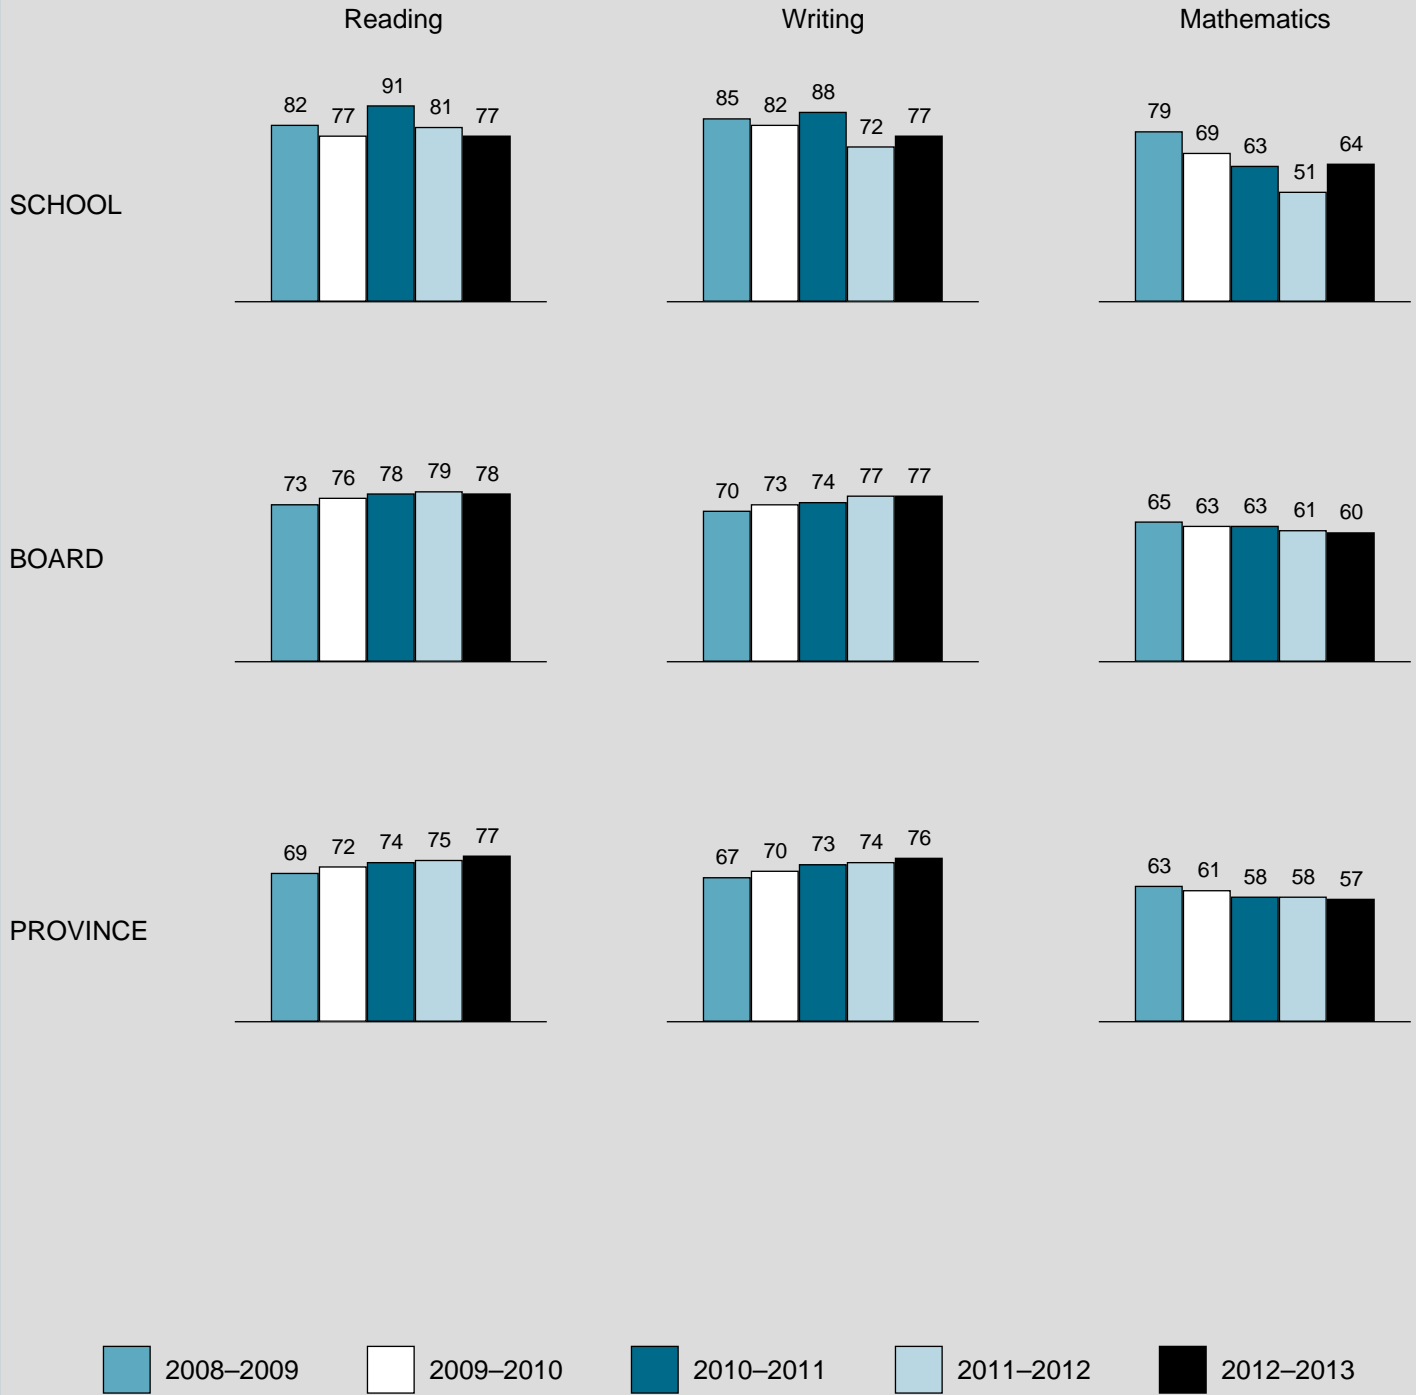 Reading Writing Mathematics
82 77 91 81 77 85 82 88 72 77 79 69 63 51 64
SCHOOL
73 76 78 79 78 70 73 74 77 77 65 63 63 61 60
BOARD
69 72 74 75 77 67 70 73 74 76 63 61 58 58 57
PROVINCE
2008–2009 2009–2010 2010–2011 2011–2012 2012–2013